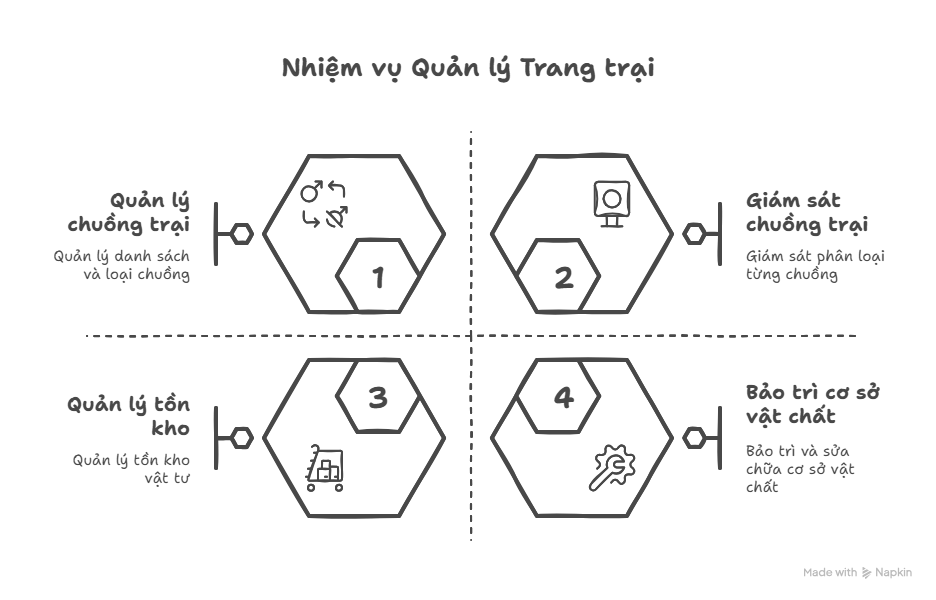 Nhiệm vụ Quản lý Trang trại
Quản lý
chuồng trại
Quản lý danh sách
và loại chuồng
1
2
Giám sát
chuồng trại
Giám sát phân loại
từng chuồng
Quản lý tồn
kho
Quản lý tồn kho
vật tư
3
4
Bảo trì cơ sở
vật chất
Bảo trì và sửa
chữa cơ sở vật
chất
Made with Napkin